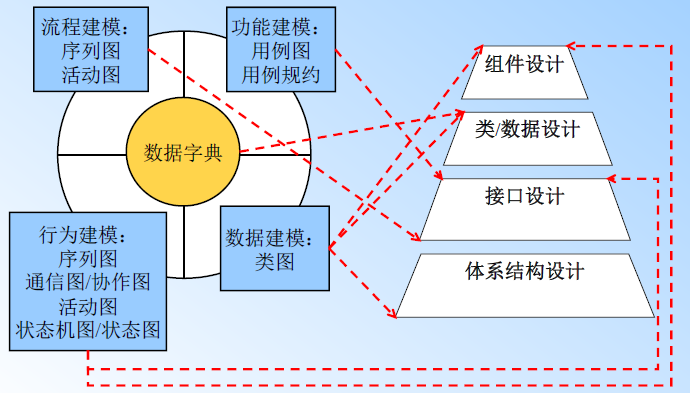 流程建模：
序列图
活动图
功能建模：
用例图
用例规约
数据字典
行为建模：
序列图
通信图/协作图
活动图
状态机图/状态图
数据建模：
类图
组件设计
类/数据设计
接口设计
体系结构设计